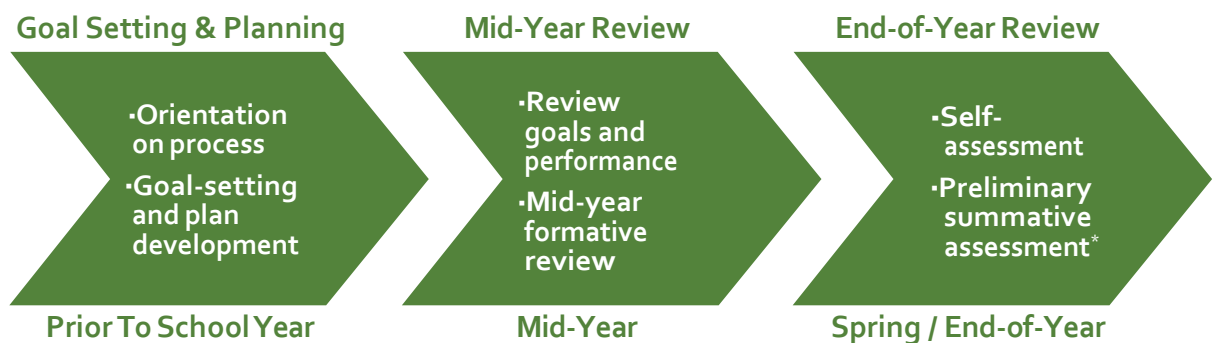 Goal Setting & Planning
▪Orientation
on process
▪Goal-setting
and plan
development
Prior To School Year
Mid-Year Review
▪Review
goals and
performance
▪Mid-year
formative
review
Mid-Year
End-of-Year Review
▪Self-
assessment
▪Preliminary
summative
assessment*
Spring / End-of-Year